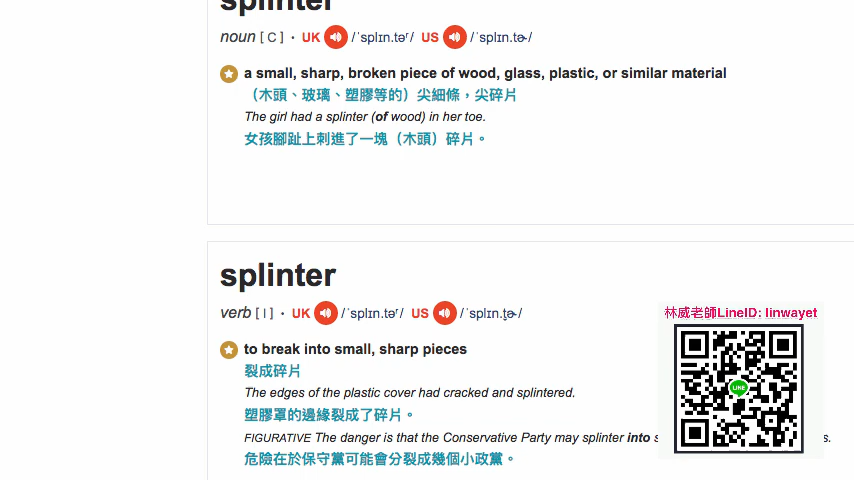 splinter
noun [ C ] • UK /ˈsplɪn.tər/ US /ˈsplɪn.t̬ɚ/
a small, sharp, broken piece of wood, glass, plastic, or similar material
（木頭、玻璃、塑膠等的）尖細條，尖碎片
The girl had a splinter (of wood) in her toe.
女孩腳趾上刺進了一塊（木頭）碎片。
splinter
verb [ I ] • UK /ˈsplɪn.tər/ US /ˈsplɪn.t̬ɚ/
to break into small, sharp pieces
裂成碎片
The edges of the plastic cover had cracked and splintered.
塑膠罩的邊緣裂成了碎片。
FIGURATIVE The danger is that the Conservative Party may splinter into
危險在於保守黨可能會分裂成幾個小政黨。
林威老師LineID: linwayet
LINE